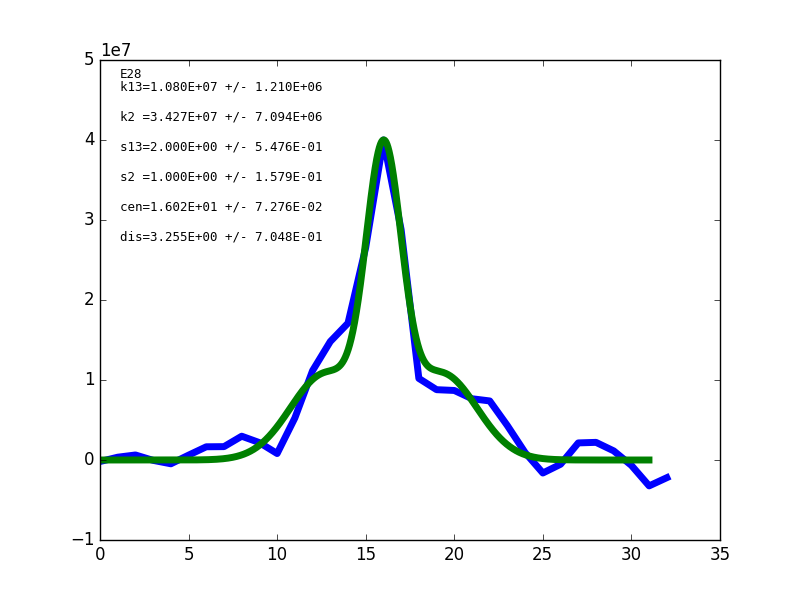 1e7
E28
k13=1.080E+07 +/- 1.210E+06
k2 =3.427E+07 +/- 7.094E+06
s13=2.000E+00 +/- 5.476E-01
s2 =1.000E+00 +/- 1.579E-01
cen=1.602E+01 +/- 7.276E-02
dis=3.255E+00 +/- 7.048E-01
5
4
3
2
1
0
−1
0 5 10 15 20 25 30 35